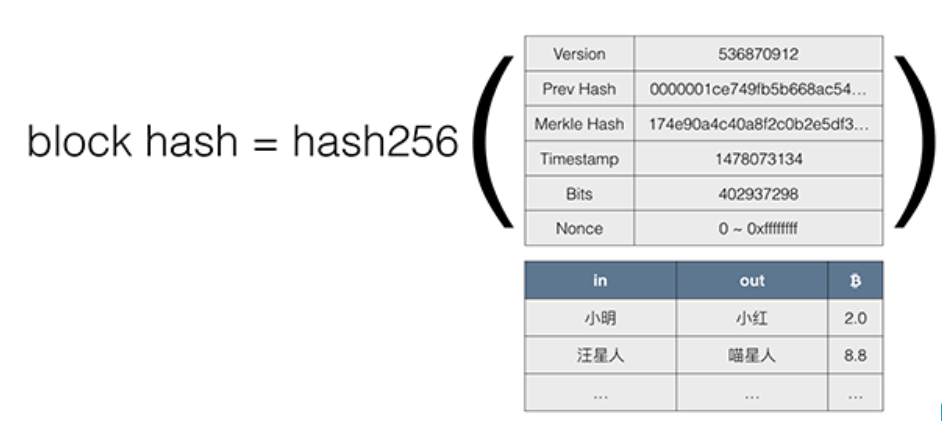 block hash = hash256
(
Version 536870912
Prev Hash 0000001ce749fb5b668ac54...
Merkle Hash 174e90a4c40a8f2c0b2e5df3...
Timestamp 1478073134
Bits 402937298
Nonce 0 ~ 0xffffffff
)
in out ₿
小明 小红 2.0
汪星人 喵星人 8.8
... ... ...